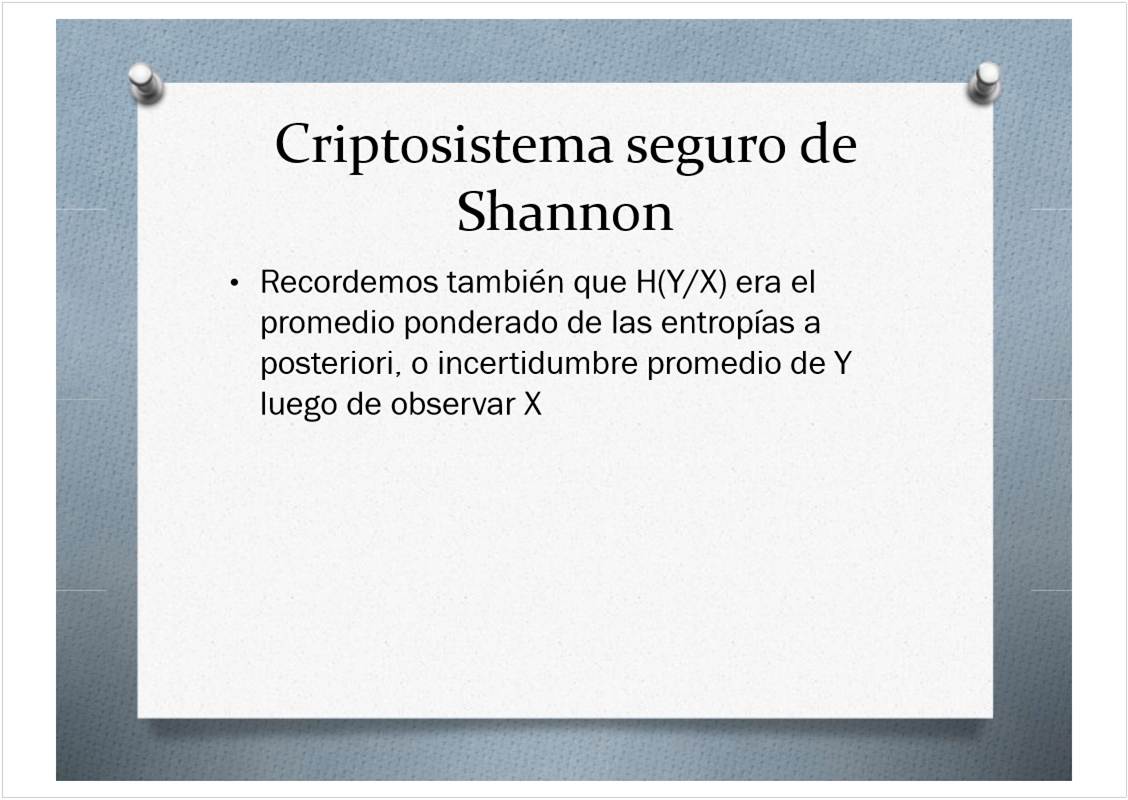 Criptosistema seguro de
Shannon
• Recordemos también que H(Y/X) era el
promedio ponderado de las entropías a
posteriori, o incertidumbre promedio de Y
luego de observar X